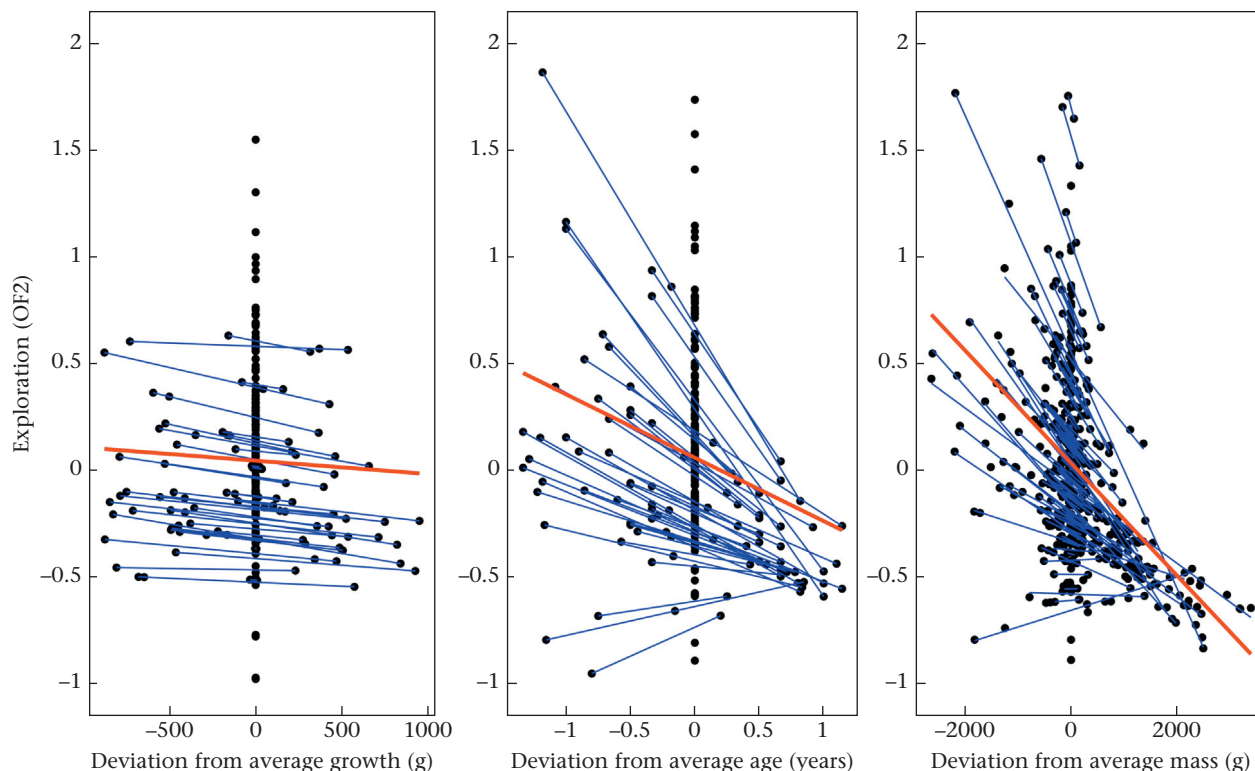 2 2 2
1.5 1.5 1.5
1 1 1
0.5 0.5 0.5
Exploration (OF2)
0 0 0
−0.5 −0.5 −0.5
−1 −1 −1
−500 0 500 1000 −1 −0.5 0 0.5 1 −2000 0 2000
Deviation from average growth (g) Deviation from average age (years) Deviation from average mass (g)